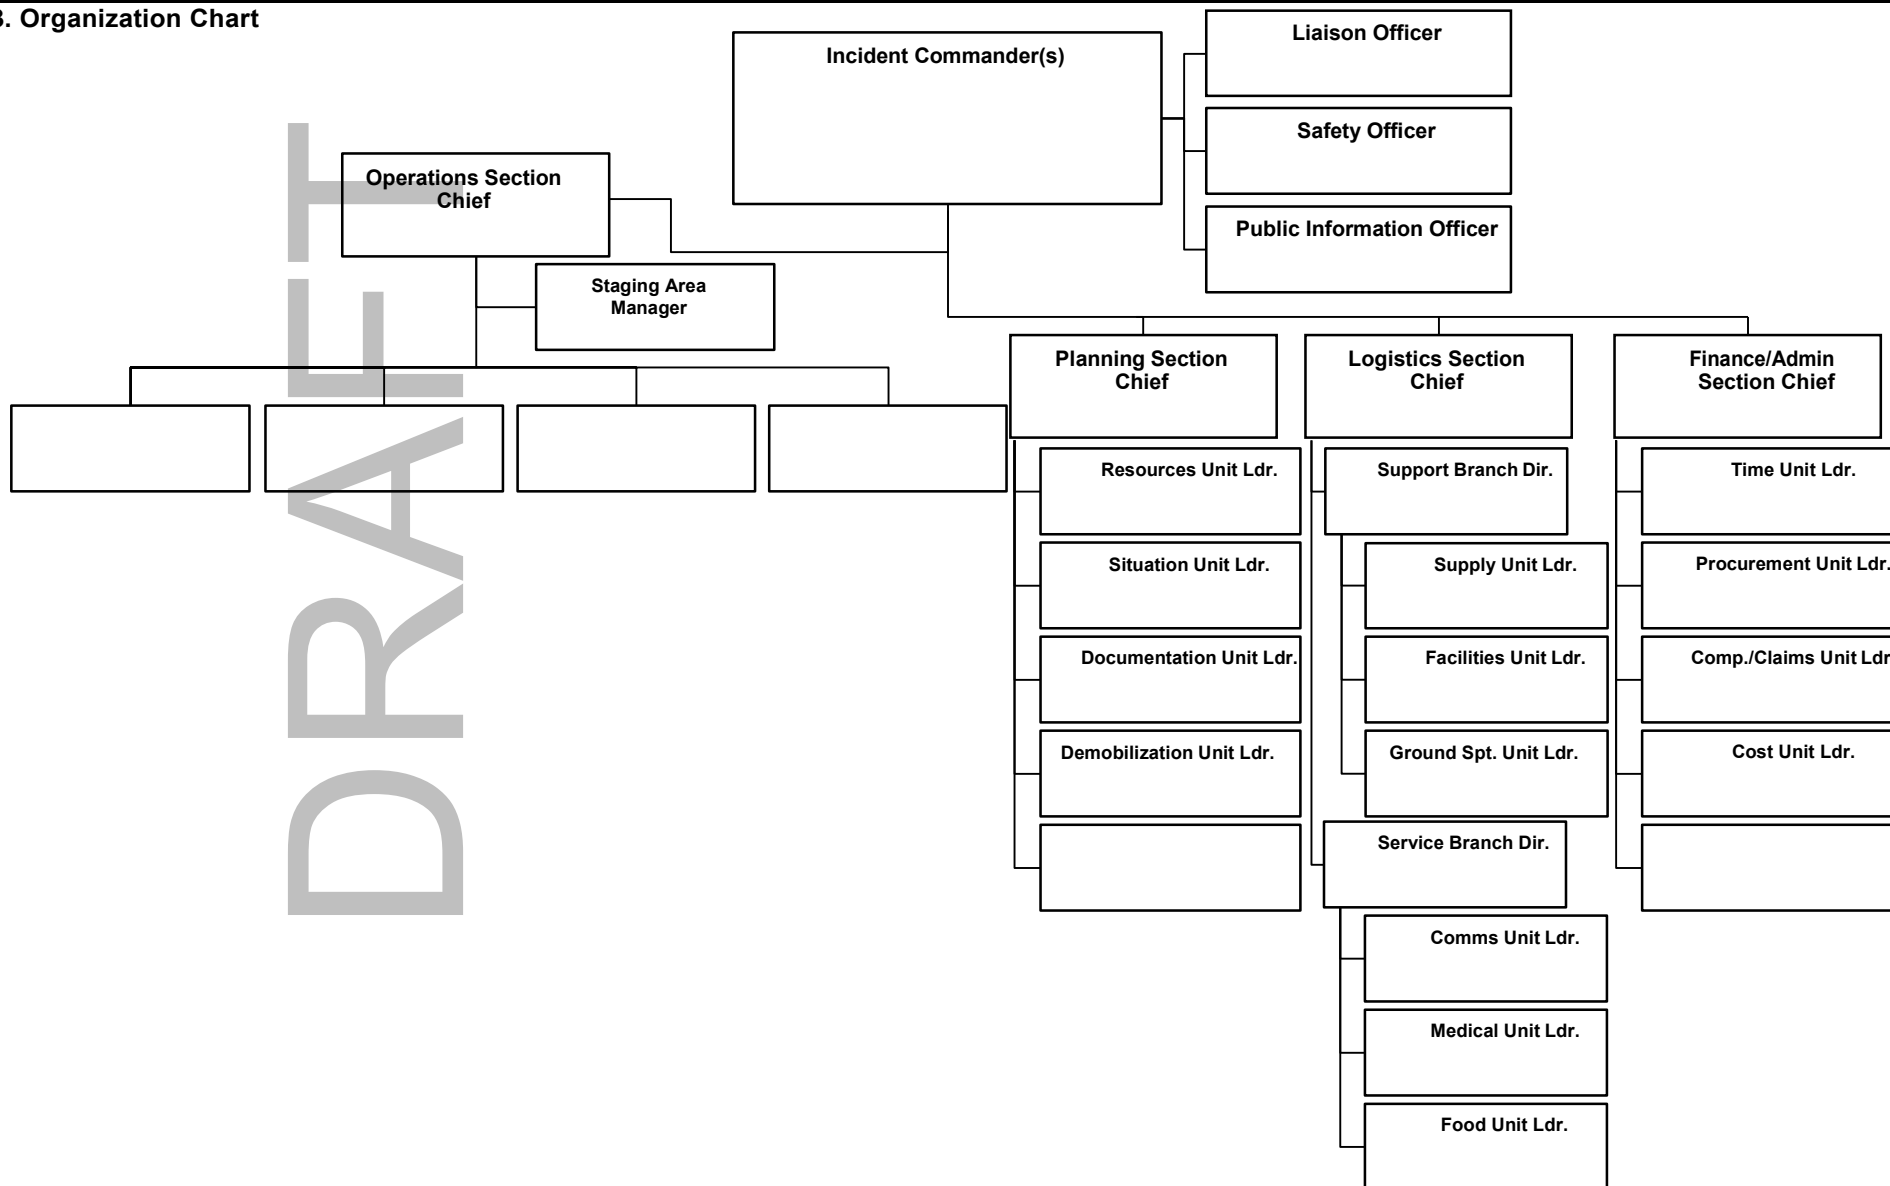 3. Organization Chart
Incident Commander(s)
Liaison Officer
Safety Officer
Public Information Officer
Operations Section
Chief
Staging Area
Manager
Planning Section
Chief
Resources Unit Ldr.
Situation Unit Ldr.
Documentation Unit Ldr.
Demobilization Unit Ldr.
Logistics Section
Chief
Support Branch Dir.
Supply Unit Ldr.
Facilities Unit Ldr.
Ground Spt. Unit Ldr.
Service Branch Dir.
Comms Unit Ldr.
Medical Unit Ldr.
Food Unit Ldr.
Finance/Admin
Section Chief
Time Unit Ldr.
Procurement Unit Ldr.
Comp./Claims Unit Ldr
Cost Unit Ldr.
DRAFT